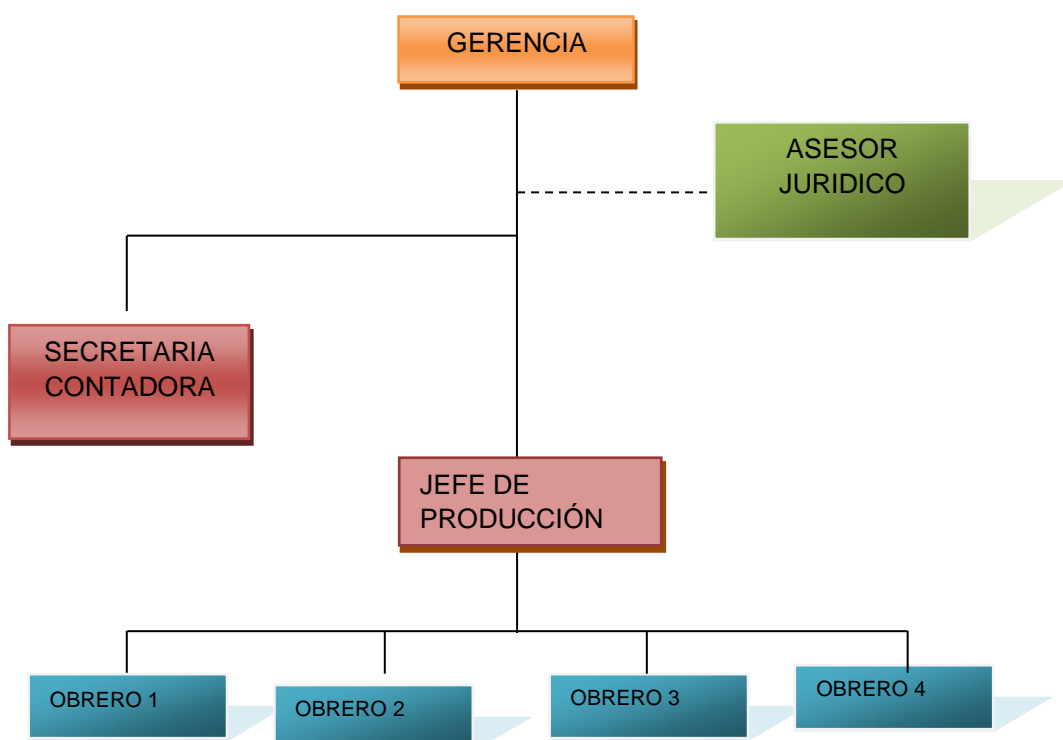 GERENCIA
ASESOR
JURIDICO
SECRETARIA
CONTADORA
JEFE DE
PRODUCCIÓN
OBRERO 1
OBRERO 2
OBRERO 3
OBRERO 4